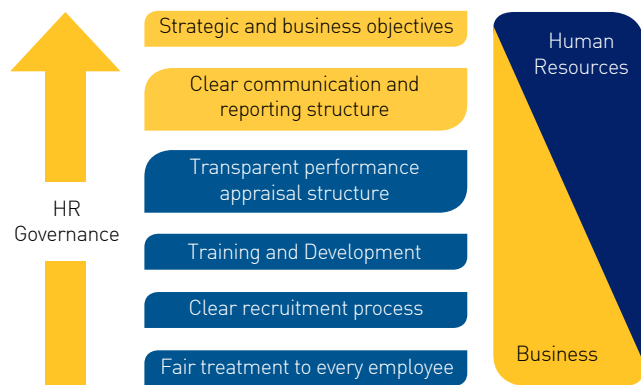 Strategic and business objectives
Clear communication and
reporting structure
Transparent performance
appraisal structure
Training and Development
Clear recruitment process
Fair treatment to every employee
HR
Governance
Human
Resources
Business